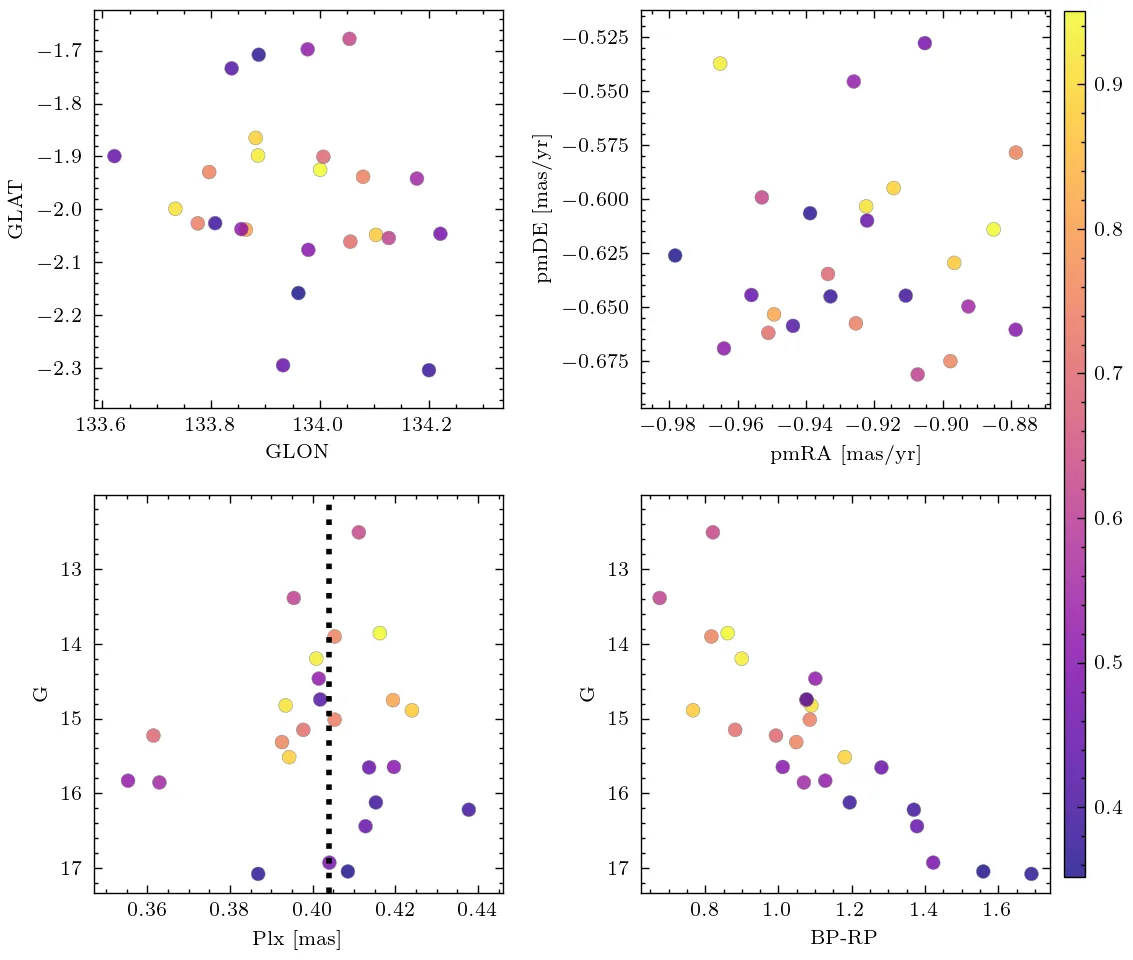 −1.7
−1.8
−1.9
−2.0
−2.1
−2.2
−2.3
GLAT
133.6 133.8 134.0 134.2
GLON
−0.525
−0.550
−0.575
−0.600
−0.625
−0.650
−0.675
pmDE [mas/yr]
−0.98 −0.96 −0.94 −0.92 −0.90 −0.88
pmRA [mas/yr]
13
14
15
16
17
G
0.36 0.38 0.40 0.42 0.44
Plx [mas]
13
14
15
16
17
G
0.8 1.0 1.2 1.4 1.6
BP-RP
0.9
0.8
0.7
0.6
0.5
0.4